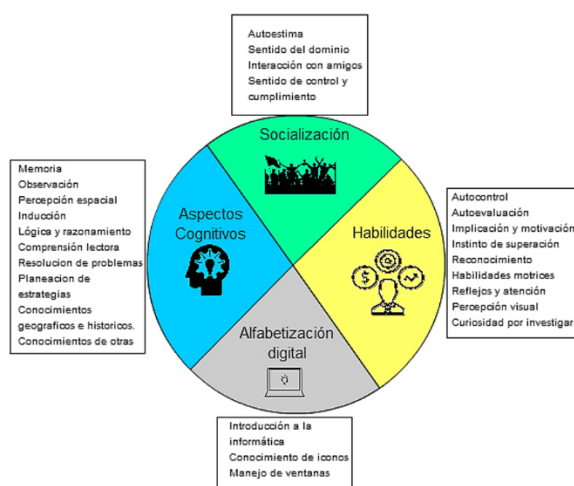 Autoestima
Sentido del dominio
Interacción con amigos
Sentido de control y
cumplimiento
Socialización
Memoria
Observación
Percepción espacial
Inducción
Lógica y razonamiento
Comprensión lectora
Resolucion de problemas
Planeacion de
estrategias
Conocimientos
geograficos e historicos.
Conocimientos de otras
Aspectos
Cognitivos
Habilidades
Autocontrol
Autoevaluación
Implicación y motivación
Instinto de superación
Reconocimiento
Habilidades motrices
Reflejos y atención
Percepción visual
Curiosidad por investigar
Alfabetización
digital
Introducción a la
informática
Conocimiento de iconos
Manejo de ventanas